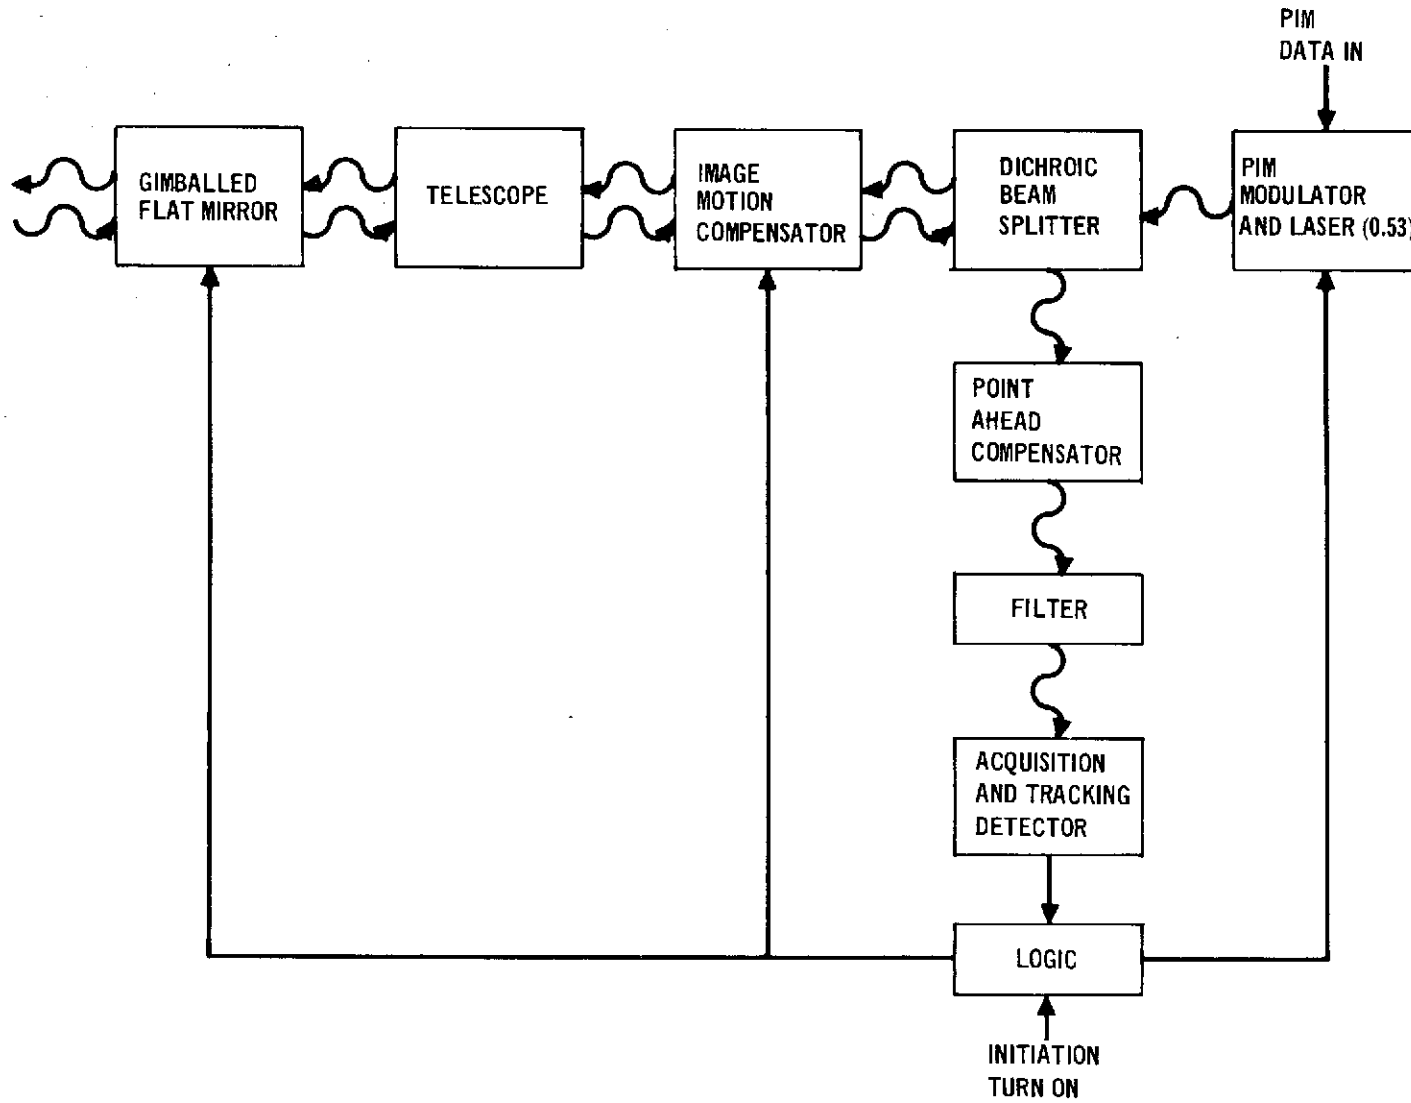 PIM
DATA IN
GIMBALLED
FLAT MIRROR
TELESCOPE
IMAGE
MOTION
COMPENSATOR
DICHROIC
BEAM
SPLITTER
PIM
MODULATOR
AND LASER (0.53)
POINT
AHEAD
COMPENSATOR
FILTER
ACQUISITION
AND TRACKING
DETECTOR
LOGIC
INITIATION
TURN ON